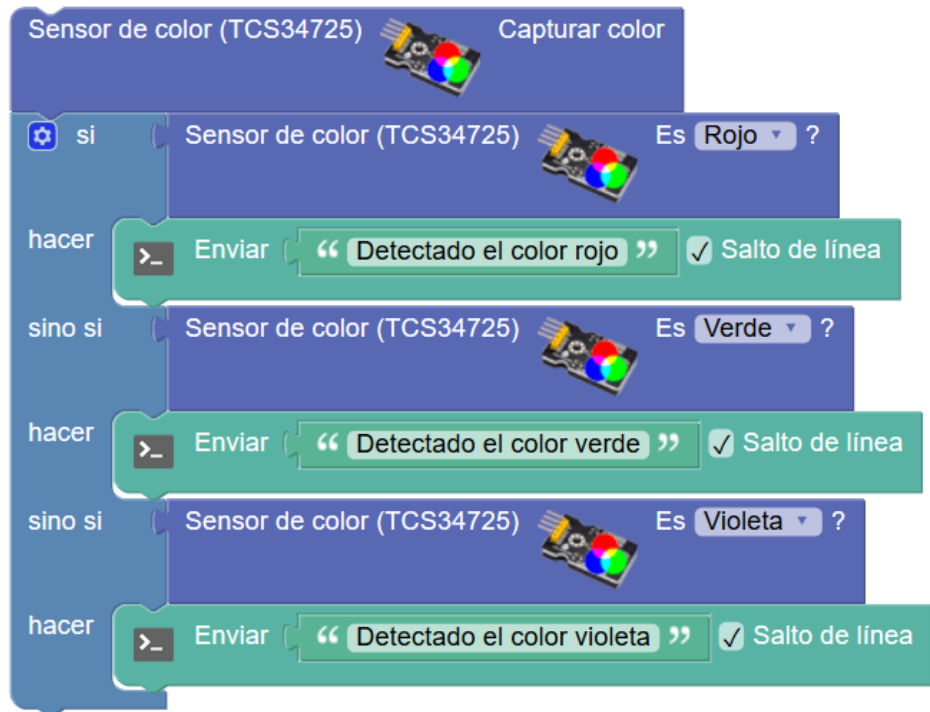 Sensor de color (TCS34725) Capturar color
si Sensor de color (TCS34725) Es Rojo ?
hacer >_ Enviar “ Detectado el color rojo ” ✓ Salto de línea
sino si Sensor de color (TCS34725) Es Verde ?
hacer >_ Enviar “ Detectado el color verde ” ✓ Salto de línea
sino si Sensor de color (TCS34725) Es Violeta ?
hacer >_ Enviar “ Detectado el color violeta ” ✓ Salto de línea